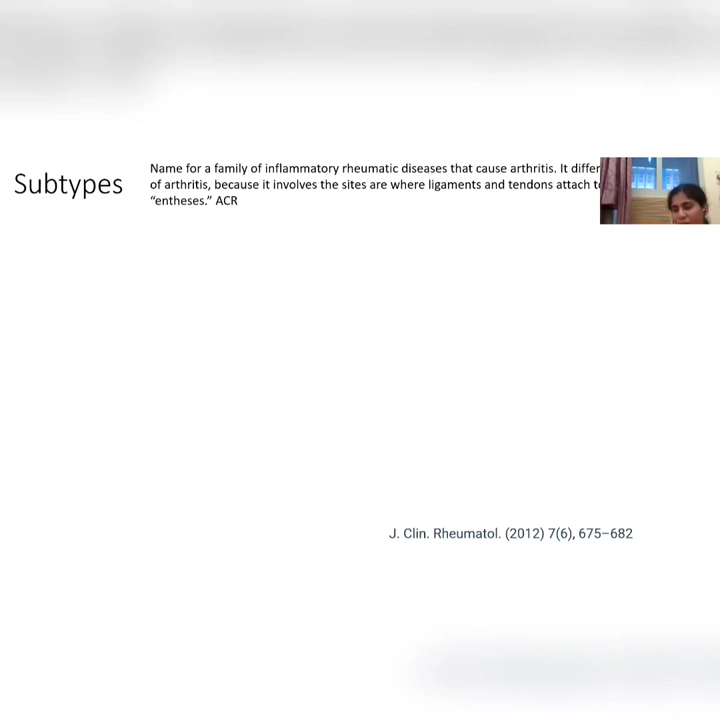 Subtypes
Name for a family of inflammatory rheumatic diseases that cause arthritis. It differ
of arthritis, because it involves the sites are where ligaments and tendons attach t
“entheses.” ACR
J. Clin. Rheumatol. (2012) 7(6), 675–682